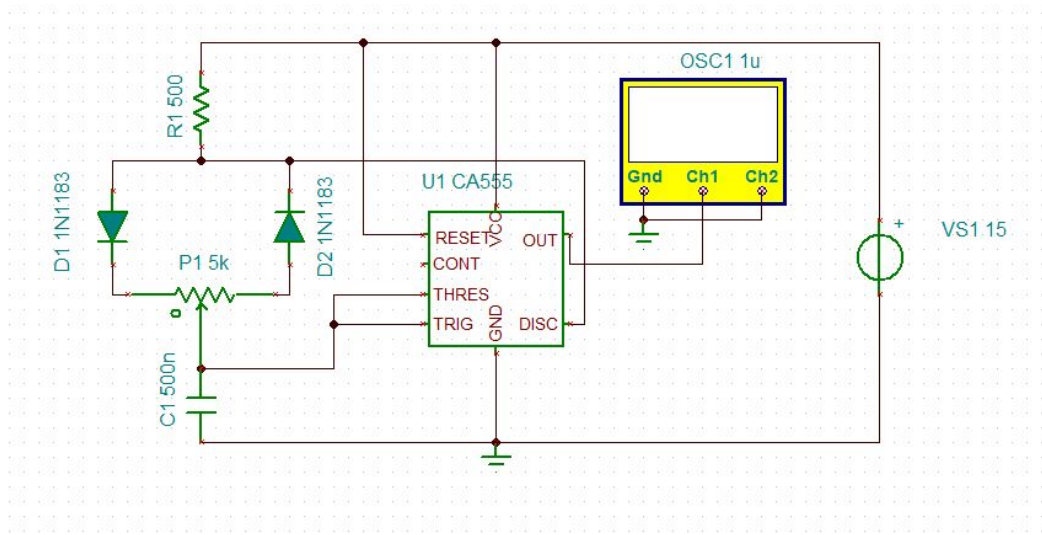 OSC1 1u
R1 500
Gnd Ch1 Ch2
U1 CA555
D1 1N1183
D2 1N1183
VS1 15
+
RESET
VCC
OUT
P1 5k
CONT
THRES
TRIG
GND
DISC
C1 500n